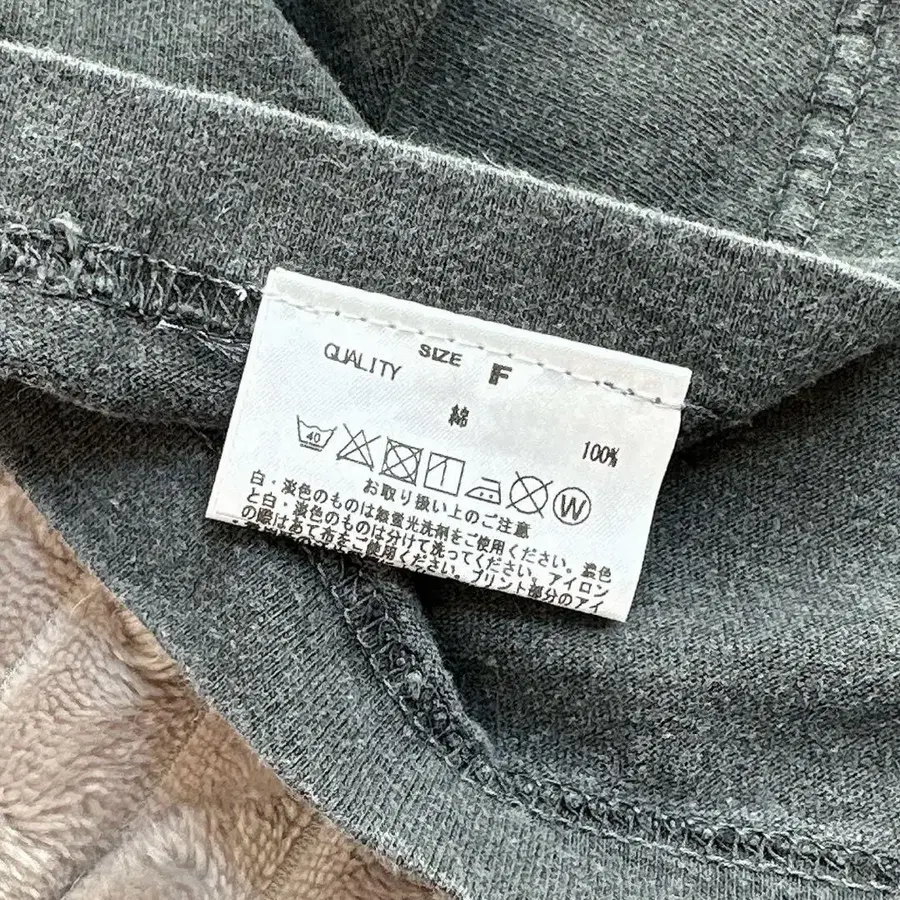 SIZE F
QUALITY
綿 100%
40 W
お取り扱い上のご注意
白・淡色のものは無蛍光洗剤をご使用ください。濃色
と白・淡色のものは分けて洗ってください。アイロン
の際はあて布をご使用ください。プリント部分のアイ